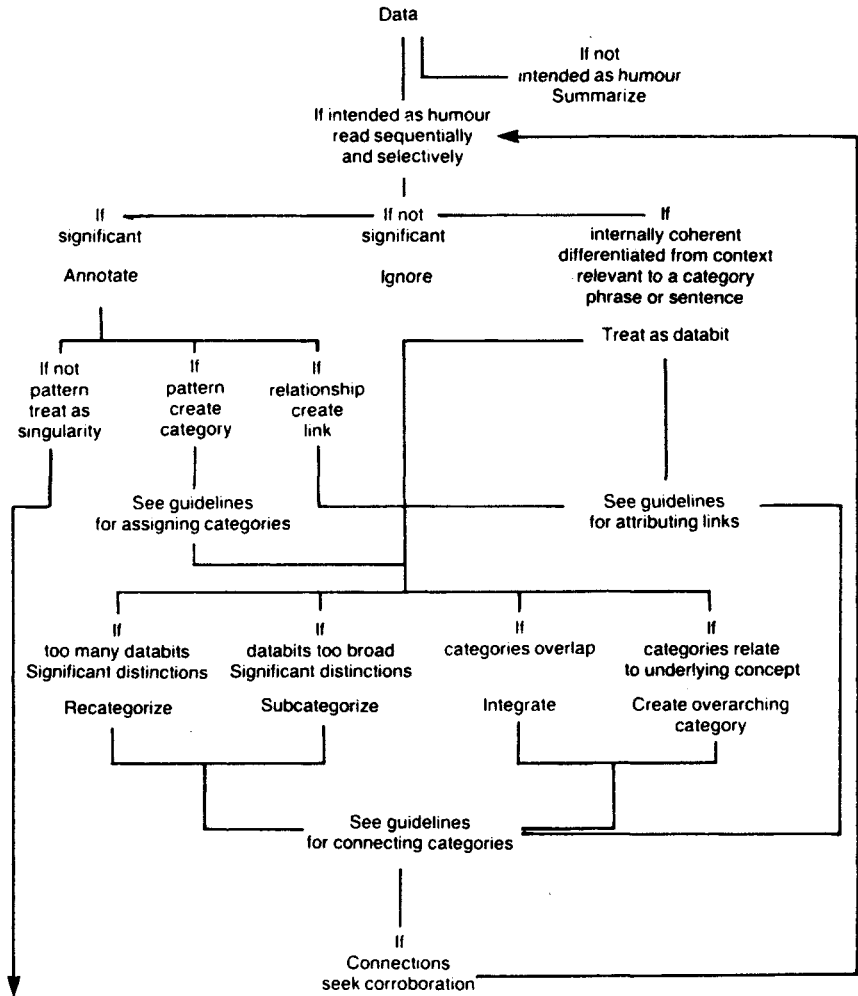 Data
If not
intended as humour
Summarize
If intended as humour
read sequentially
and selectively
If
significant
Annotate
If not
significant
Ignore
If
internally coherent
differentiated from context
relevant to a category
phrase or sentence
Treat as databit
If not
pattern
treat as
singularity
If
pattern
create
category
If
relationship
create
link
See guidelines
for assigning categories
See guidelines
for attributing links
If
too many databits
Significant distinctions
Recategorize
If
databits too broad
Significant distinctions
Subcategorize
If
categories overlap
Integrate
If
categories relate
to underlying concept
Create overarching
category
See guidelines
for connecting categories
If
Connections
seek corroboration